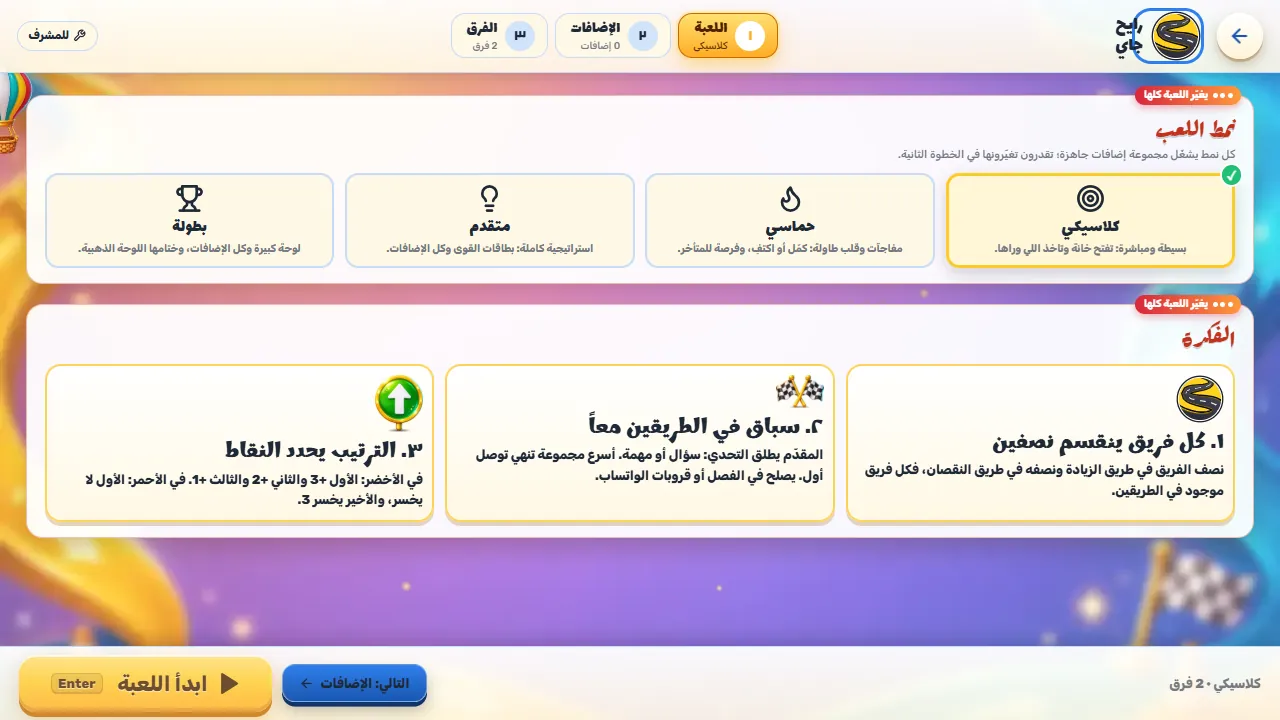 رايح
جاي
١
اللعبة
كلاسيكي
٢
الإضافات
0 إضافات
٣
الفرق
2 فرق
للمشرف
يغيّر اللعبة كلها
نمط اللعب
كل نمط يشغّل مجموعة إضافات جاهزة؛ تقدرون تغيّرونها في الخطوة الثانية.
كلاسيكي
بسيطة ومباشرة: تفتح خانة وتاخذ اللي وراها.
حماسي
مفاجآت وقلب طاولة: كمّل أو اكتفِ، وفرصة للمتأخر.
متقدم
استراتيجية كاملة: بطاقات القوى وكل الإضافات.
بطولة
لوحة كبيرة وكل الإضافات، وختامها اللوحة الذهبية.
يغيّر اللعبة كلها
الفكرة
١. كل فريق ينقسم نصفين
نصف الفريق في طريق الزيادة ونصفه في طريق النقصان، فكل فريق
موجود في الطريقين.
٢. سباق في الطريقين معاً
المقدّم يطلق التحدي: سؤال أو مهمة. أسرع مجموعة تنهي توصل
أول. يصلح في الفصل أو قروبات الواتساب.
٣. الترتيب يحدد النقاط
في الأخضر: الأول +3 والثاني +2 والثالث +1. في الأحمر: الأول لا
يخسر، والأخير يخسر 3.
كلاسيكي · 2 فرق
التالي: الإضافات ←
ابدأ اللعبة Enter